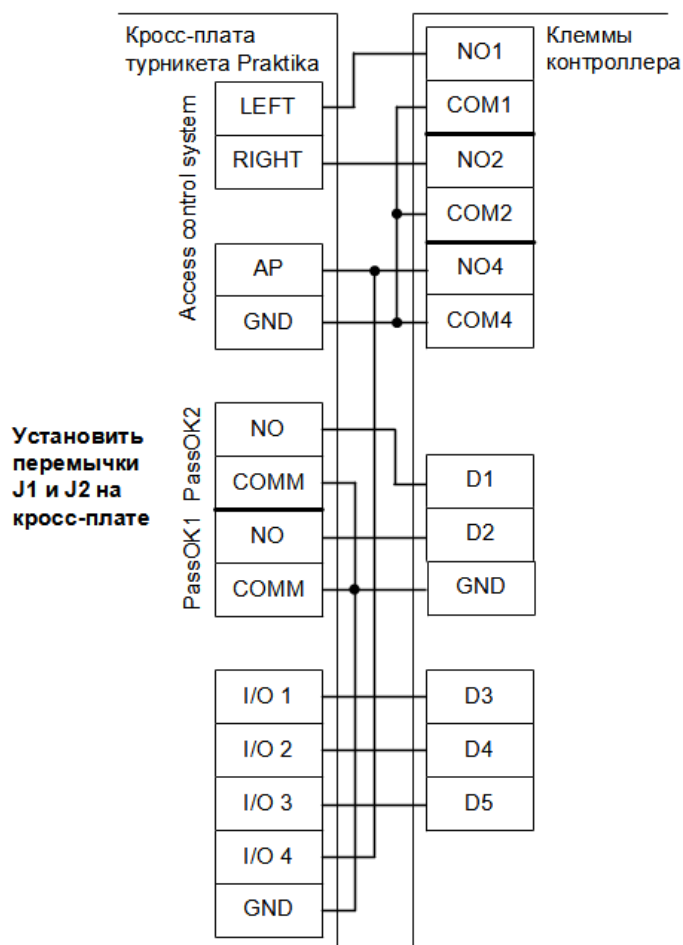 Кросс-плата
турникета Praktika
Клеммы
контроллера
Access control system
LEFT
RIGHT
AP
GND
NO1
COM1
NO2
COM2
NO4
COM4
Установить
перемычки
J1 и J2 на
кросс-плате
PassOK2
NO
COMM
PassOK1
NO
COMM
D1
D2
GND
I/O 1
I/O 2
I/O 3
I/O 4
GND
D3
D4
D5